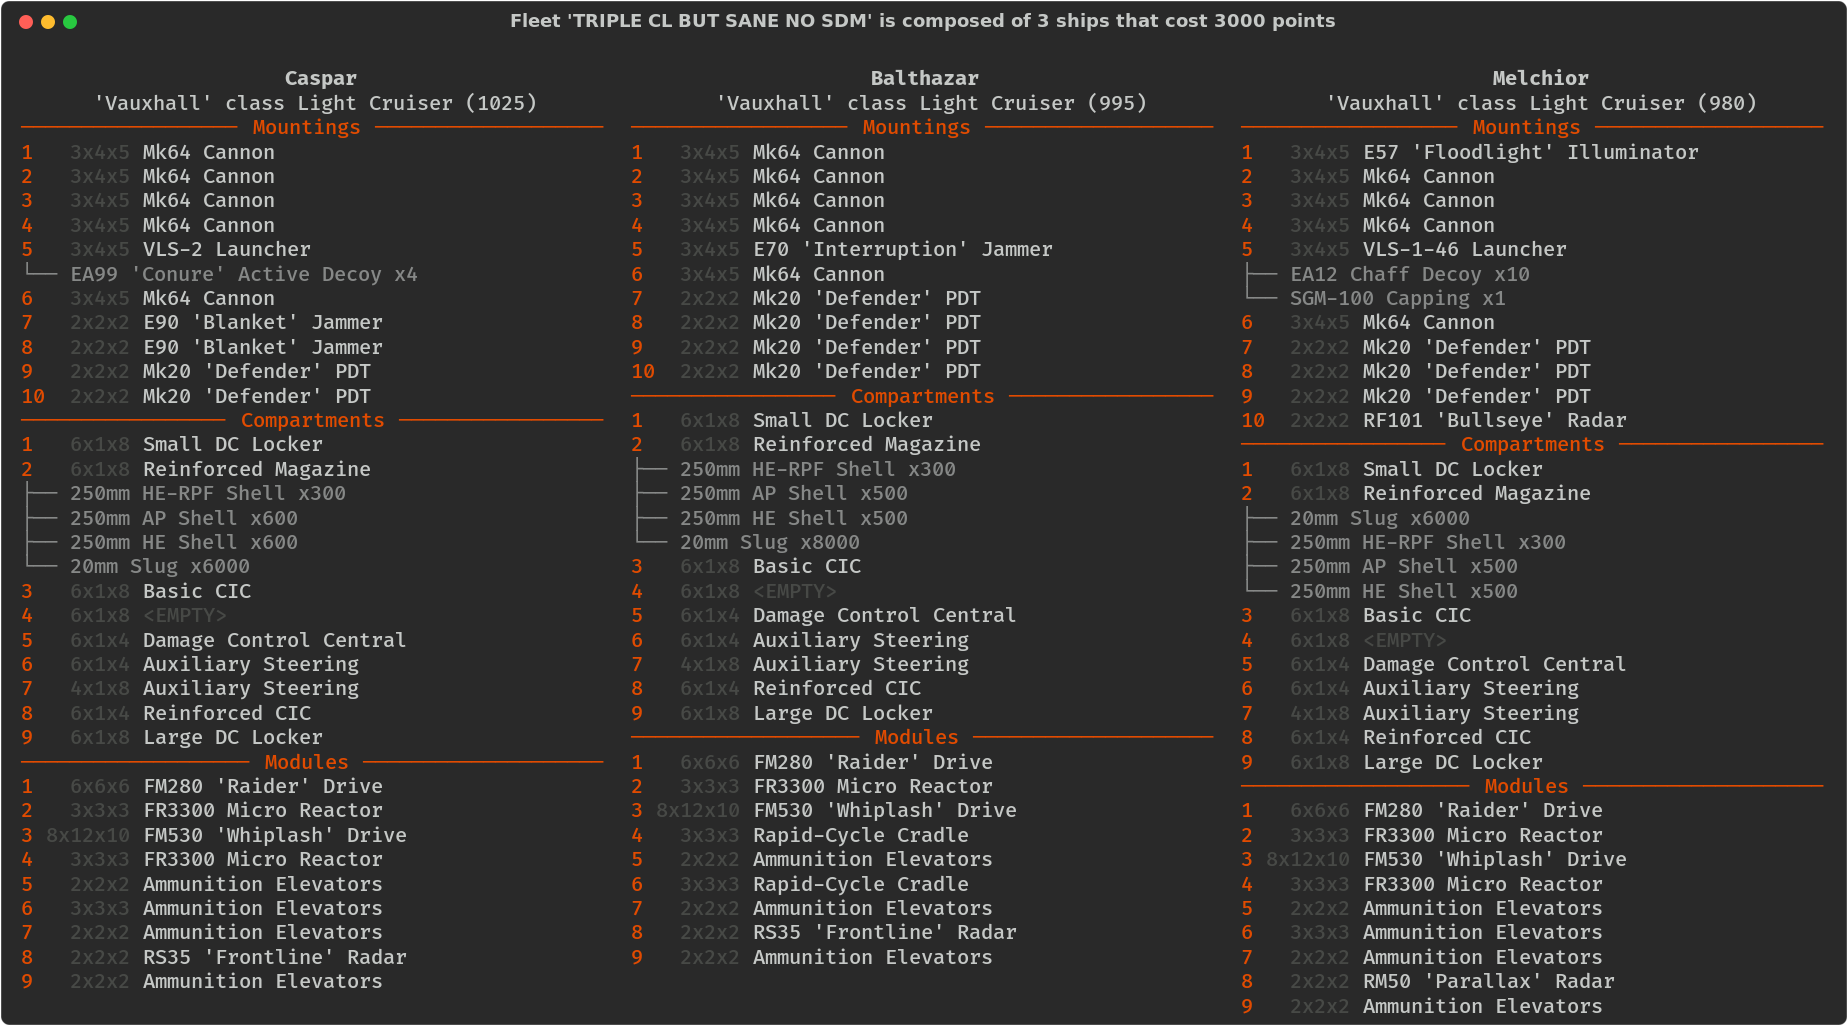 Fleet 'TRIPLE CL BUT SANE NO SDM' is composed of 3 ships that cost 3000 points
Caspar
'Vauxhall' class Light Cruiser (1025)
Mountings
1 3x4x5 Mk64 Cannon
2 3x4x5 Mk64 Cannon
3 3x4x5 Mk64 Cannon
4 3x4x5 Mk64 Cannon
5 3x4x5 VLS-2 Launcher
EA99 'Conure' Active Decoy x4
6 3x4x5 Mk64 Cannon
7 2x2x2 E90 'Blanket' Jammer
8 2x2x2 E90 'Blanket' Jammer
9 2x2x2 Mk20 'Defender' PDT
10 2x2x2 Mk20 'Defender' PDT
Compartments
1 6x1x8 Small DC Locker
2 6x1x8 Reinforced Magazine
250mm HE-RPF Shell x300
250mm AP Shell x600
250mm HE Shell x600
20mm Slug x6000
3 6x1x8 Basic CIC
4 6x1x8 <EMPTY>
5 6x1x4 Damage Control Central
6 6x1x4 Auxiliary Steering
7 4x1x8 Auxiliary Steering
8 6x1x4 Reinforced CIC
9 6x1x8 Large DC Locker
Modules
1 6x6x6 FM280 'Raider' Drive
2 3x3x3 FR3300 Micro Reactor
3 8x12x10 FM530 'Whiplash' Drive
4 3x3x3 FR3300 Micro Reactor
5 2x2x2 Ammunition Elevators
6 3x3x3 Ammunition Elevators
7 2x2x2 Ammunition Elevators
8 2x2x2 RS35 'Frontline' Radar
9 2x2x2 Ammunition Elevators
Balthazar
'Vauxhall' class Light Cruiser (995)
Mountings
1 3x4x5 Mk64 Cannon
2 3x4x5 Mk64 Cannon
3 3x4x5 Mk64 Cannon
4 3x4x5 Mk64 Cannon
5 3x4x5 E70 'Interruption' Jammer
6 3x4x5 Mk64 Cannon
7 2x2x2 Mk20 'Defender' PDT
8 2x2x2 Mk20 'Defender' PDT
9 2x2x2 Mk20 'Defender' PDT
10 2x2x2 Mk20 'Defender' PDT
Compartments
1 6x1x8 Small DC Locker
2 6x1x8 Reinforced Magazine
250mm HE-RPF Shell x300
250mm AP Shell x500
250mm HE Shell x500
20mm Slug x8000
3 6x1x8 Basic CIC
4 6x1x8 <EMPTY>
5 6x1x4 Damage Control Central
6 6x1x4 Auxiliary Steering
7 4x1x8 Auxiliary Steering
8 6x1x4 Reinforced CIC
9 6x1x8 Large DC Locker
Modules
1 6x6x6 FM280 'Raider' Drive
2 3x3x3 FR3300 Micro Reactor
3 8x12x10 FM530 'Whiplash' Drive
4 3x3x3 Rapid-Cycle Cradle
5 2x2x2 Ammunition Elevators
6 3x3x3 Rapid-Cycle Cradle
7 2x2x2 Ammunition Elevators
8 2x2x2 RS35 'Frontline' Radar
9 2x2x2 Ammunition Elevators
Melchior
'Vauxhall' class Light Cruiser (980)
Mountings
1 3x4x5 E57 'Floodlight' Illuminator
2 3x4x5 Mk64 Cannon
3 3x4x5 Mk64 Cannon
4 3x4x5 Mk64 Cannon
5 3x4x5 VLS-1-46 Launcher
EA12 Chaff Decoy x10
SGM-100 Capping x1
6 3x4x5 Mk64 Cannon
7 2x2x2 Mk20 'Defender' PDT
8 2x2x2 Mk20 'Defender' PDT
9 2x2x2 Mk20 'Defender' PDT
10 2x2x2 RF101 'Bullseye' Radar
Compartments
1 6x1x8 Small DC Locker
2 6x1x8 Reinforced Magazine
20mm Slug x6000
250mm HE-RPF Shell x300
250mm AP Shell x500
250mm HE Shell x500
3 6x1x8 Basic CIC
4 6x1x8 <EMPTY>
5 6x1x4 Damage Control Central
6 6x1x4 Auxiliary Steering
7 4x1x8 Auxiliary Steering
8 6x1x4 Reinforced CIC
9 6x1x8 Large DC Locker
Modules
1 6x6x6 FM280 'Raider' Drive
2 3x3x3 FR3300 Micro Reactor
3 8x12x10 FM530 'Whiplash' Drive
4 3x3x3 FR3300 Micro Reactor
5 2x2x2 Ammunition Elevators
6 3x3x3 Ammunition Elevators
7 2x2x2 Ammunition Elevators
8 2x2x2 RM50 'Parallax' Radar
9 2x2x2 Ammunition Elevators